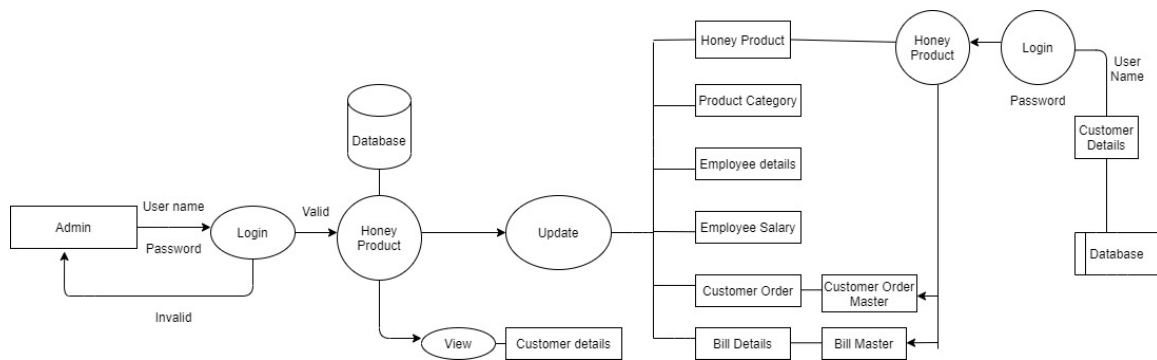 Honey Product
Honey
Product
Login
User
Name
Password
Product Category
Customer
Details
Database
Employee details
Admin
User name
Password
Login
Valid
Invalid
Honey
Product
Update
Employee Salary
Database
Customer Order
Customer Order
Master
View
Customer details
Bill Details
Bill Master